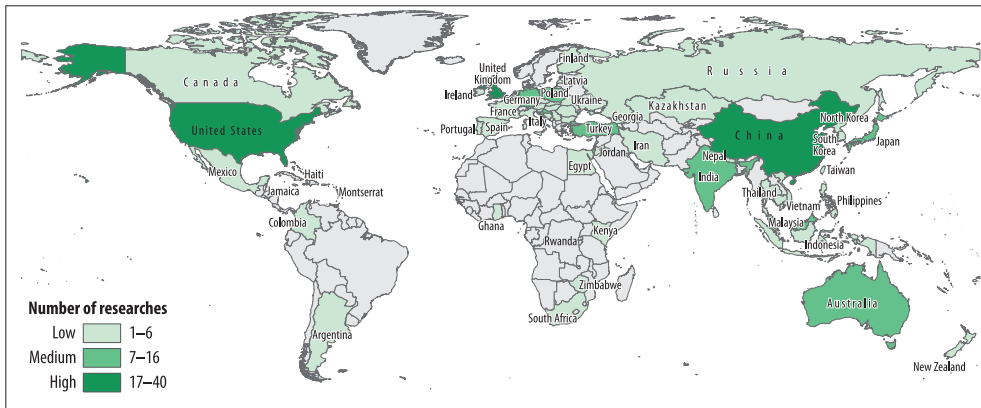 Canada
Russia
Finland
United
Kingdom
Latvia
Ireland
Poland
Germany
Ukraine
France
Kazakhstan
Georgia
North Korea
United States
Portugal
Spain
Italy
Turkey
China
South
Korea
Japan
Iran
Jordan
Egypt
Nepal
India
Taiwan
Mexico
Haiti
Jamaica
Montserrat
Thailand
Vietnam
Philippines
Colombia
Ghana
Kenya
Malaysia
Rwanda
Indonesia
Zimbabwe
Australia
South Africa
Argentina
New Zealand
Number of researches
Low 1–6
Medium 7–16
High 17–40